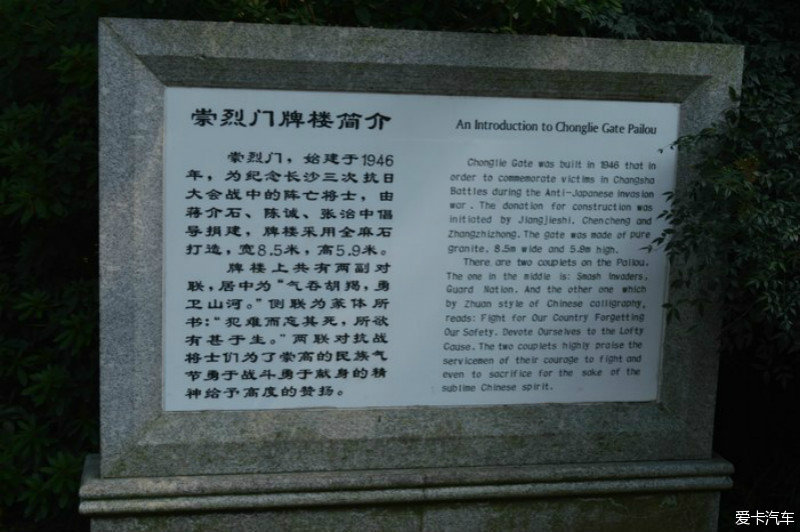 崇烈门牌楼简介
崇烈门，始建于1946
年，为纪念长沙三次抗日
大会战中的阵亡将士，由
蒋介石、陈诚、张治中倡
导捐建，牌楼采用全麻石
打造，宽8.5米，高5.9米。
牌楼上共有两副对
联，居中为“气吞胡羯，勇
卫山河。”侧联为篆体所
书：“犯难而忘其死，所欲
有甚于生。”两联对抗战
将士们为了崇高的民族气
节勇于战斗勇于献身的精
神给予高度的赞扬。
An Introduction to Chonglie Gate Pailou
Chonglie Gate was built in 1946 that in
order to commemorate victims in Changsha
Battles during the Anti-Japanese invasion
war. The donation for construction was
initiated by Jiangjieshi, Chencheng and
Zhangzhizhong. The gate was made of pure
granite, 8.5m wide and 5.9m high.
There are two couplets on the Pailou.
The one in the middle is: Smash Invaders,
Guard Nation. And the other one which
by Zhuan style of Chinese calligraphy,
reads: Fight for Our Country Forgetting
Our Safety, Devote Ourselves to the Lofty
Cause. The two couplets highly praise the
servicemen of their courage to fight and
even to sacrifice for the sake of the
sublime Chinese spirit.
爱卡汽车